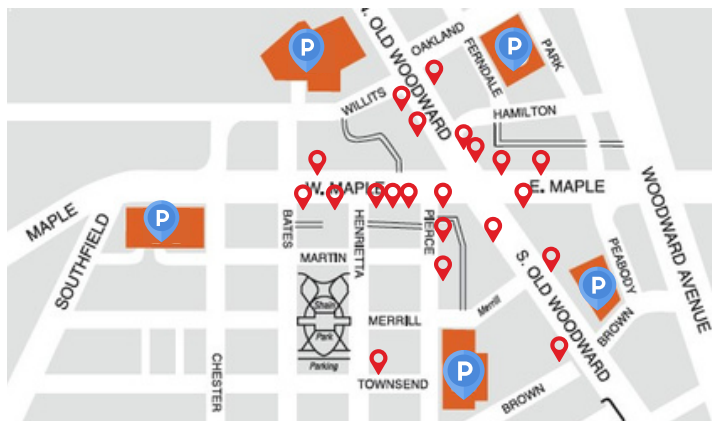 P
P
OAKLAND
N. OLD WOODWARD
FERNDALE
PARK
WILLITS
HAMILTON
W. MAPLE
E. MAPLE
MAPLE
SOUTHFIELD
P
BATES
HENRIETTA
PIERCE
MARTIN
S. OLD WOODWARD
PEABODY
WOODWARD AVENUE
P
Shain
Park
Parking
MERRILL
Merrill
BROWN
CHESTER
TOWNSEND
P
BROWN